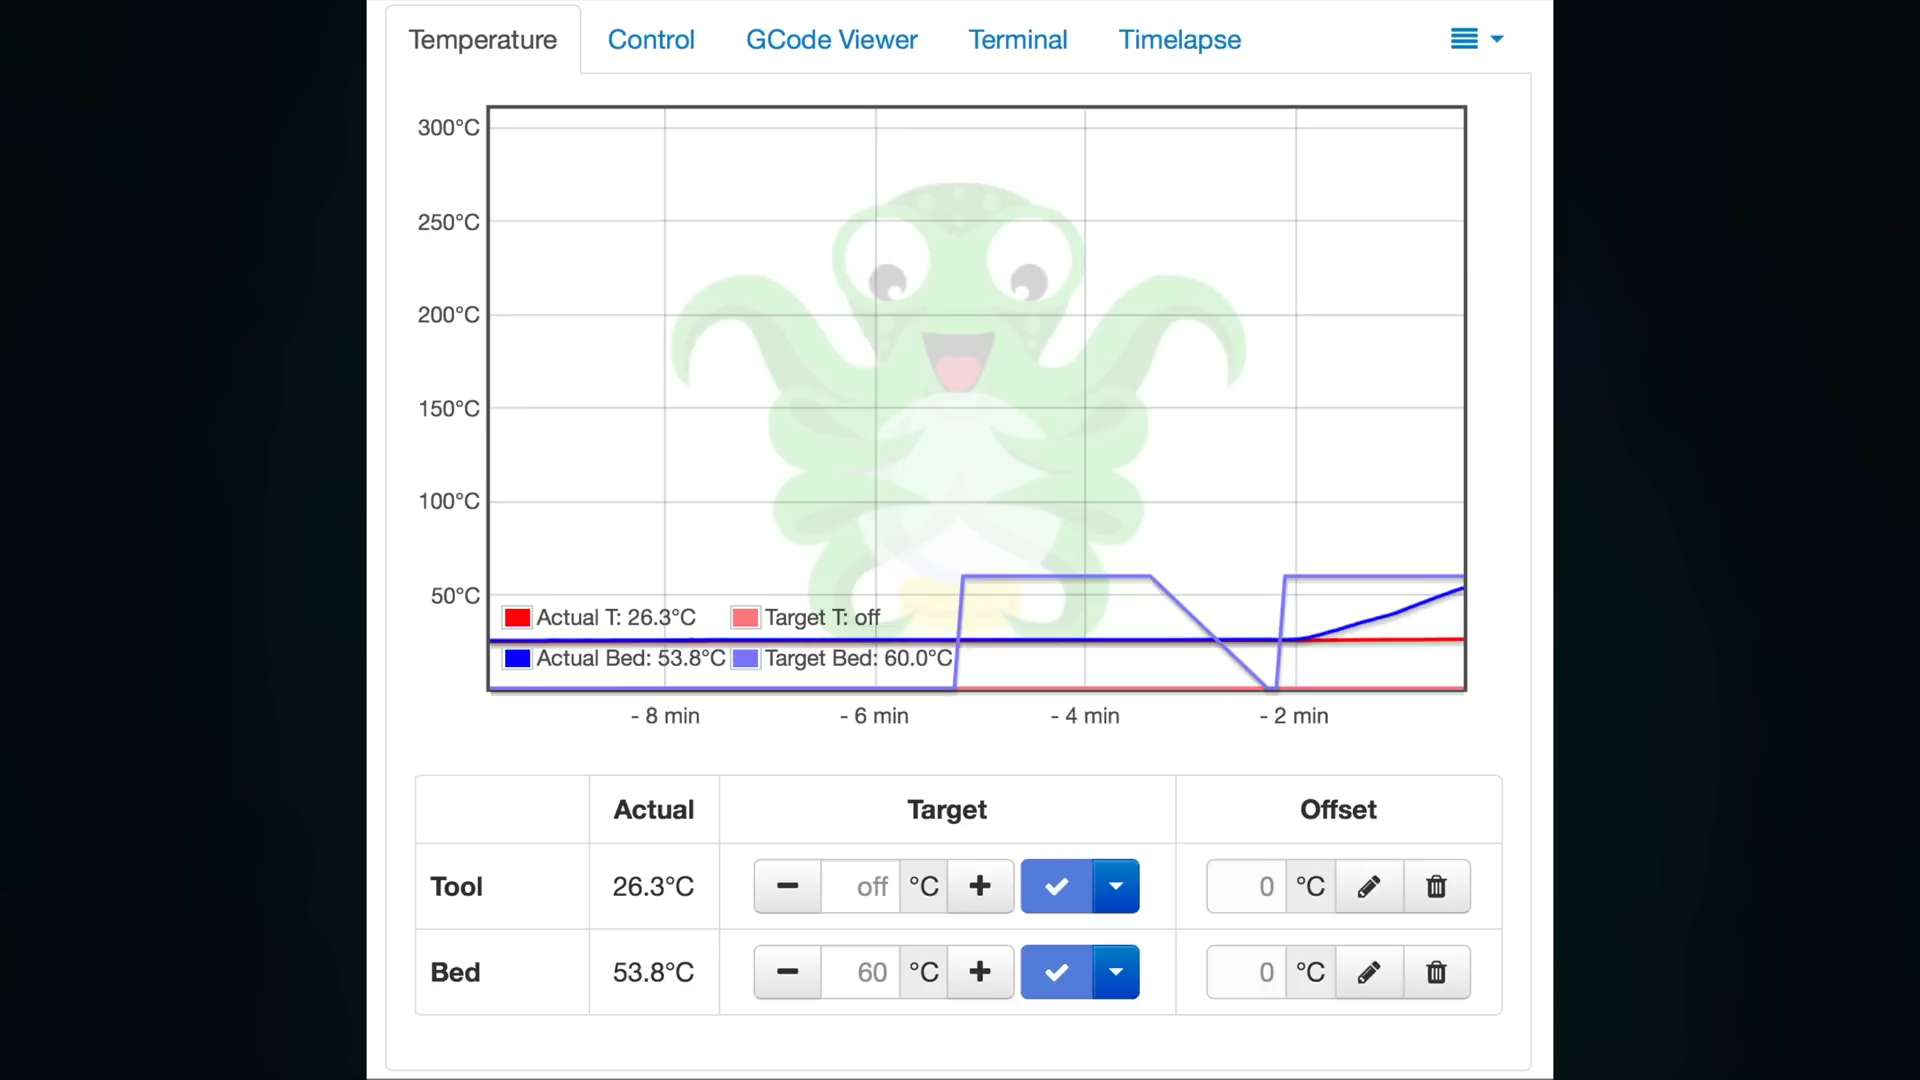 Temperature Control GCode Viewer Terminal Timelapse
300°C
250°C
200°C
150°C
100°C
50°C
Actual T: 26.3°C Target T: off
Actual Bed: 53.8°C Target Bed: 60.0°C
- 8 min - 6 min - 4 min - 2 min
Actual Target Offset
Tool 26.3°C off °C 0 °C
Bed 53.8°C 60 °C 0 °C